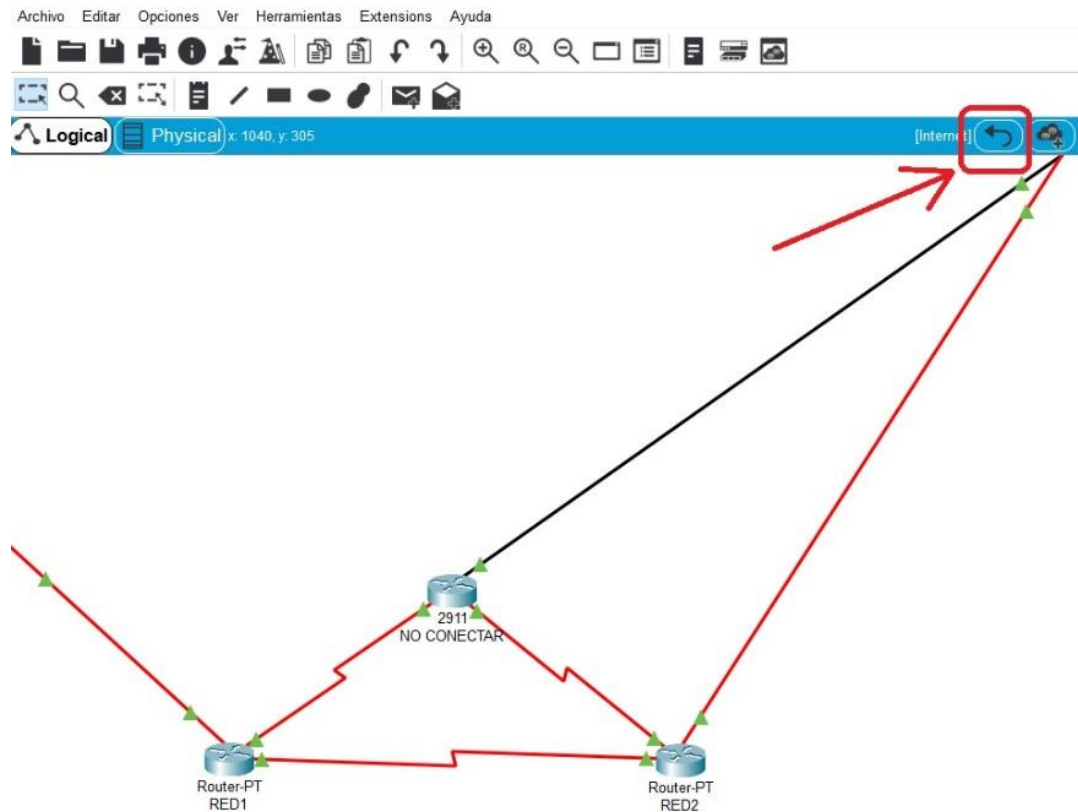 Archivo Editar Opciones Ver Herramientas Extensions Ayuda
Logical Physical x: 1040, y: 305 [Internet]
2911
NO CONECTAR
Router-PT
RED1
Router-PT
RED2